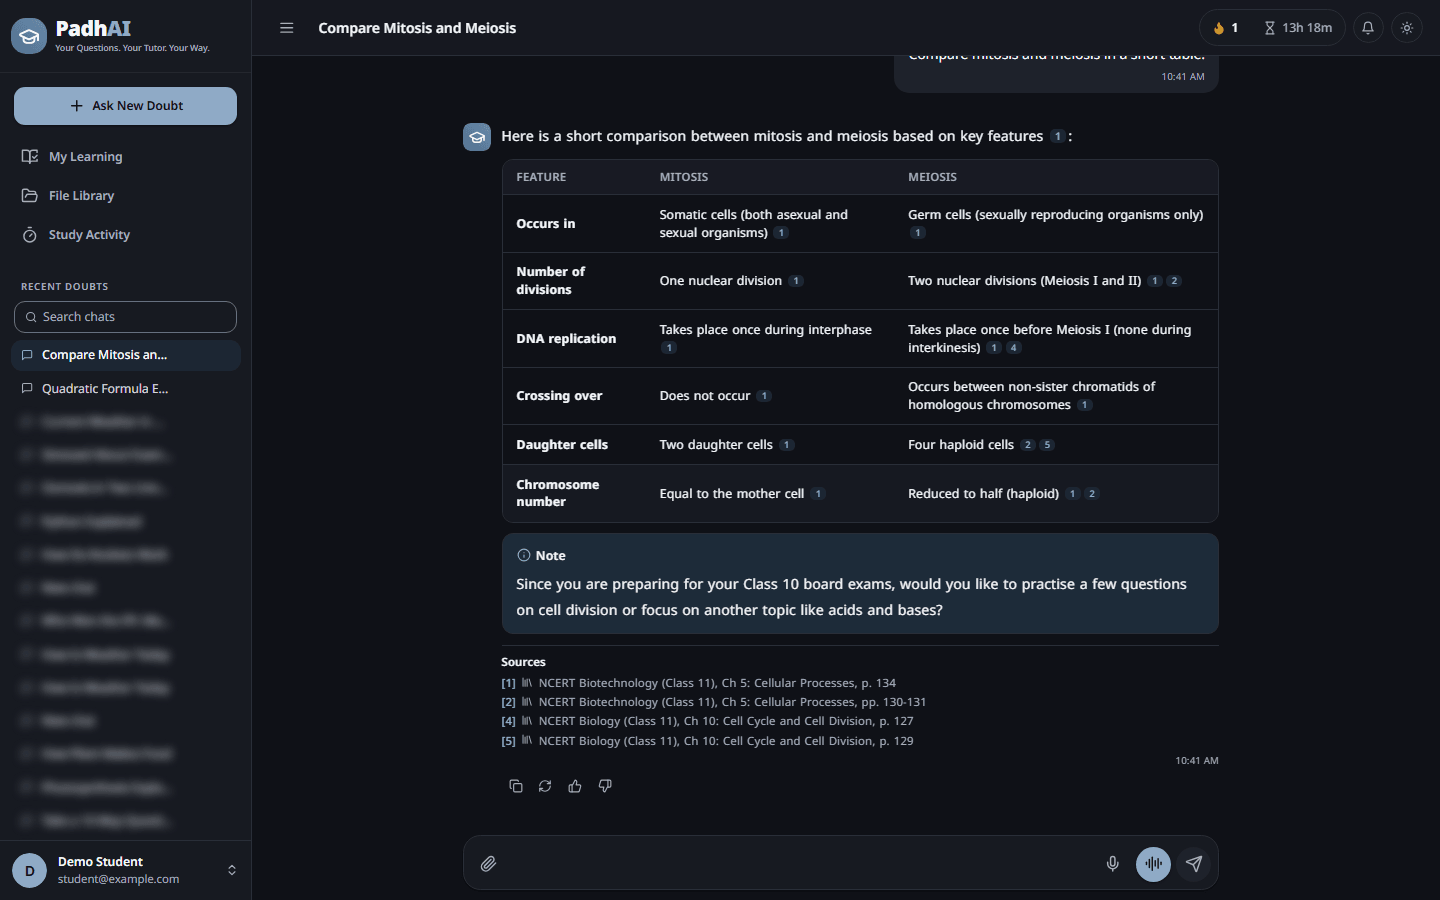 PadhAI
Your Questions. Your Tutor. Your Way.
Ask New Doubt
My Learning
File Library
Study Activity
RECENT DOUBTS
Search chats
Compare Mitosis an...
Quadratic Formula E...
Demo Student
student@example.com
D
Compare Mitosis and Meiosis
1
13h 18m
Compare mitosis and meiosis in a short table.
10:41 AM
Here is a short comparison between mitosis and meiosis based on key features 1 :
FEATURE MITOSIS MEIOSIS
Occurs in
Somatic cells (both asexual and
sexual organisms) 1
Germ cells (sexually reproducing organisms only)
1
Number of
divisions
One nuclear division 1
Two nuclear divisions (Meiosis I and II) 1 2
DNA replication
Takes place once during interphase
1
Takes place once before Meiosis I (none during
interkinesis) 1 4
Crossing over
Does not occur 1
Occurs between non-sister chromatids of
homologous chromosomes 1
Daughter cells
Two daughter cells 1
Four haploid cells 2 5
Chromosome
number
Equal to the mother cell 1
Reduced to half (haploid) 1 2
Note
Since you are preparing for your Class 10 board exams, would you like to practise a few questions
on cell division or focus on another topic like acids and bases?
Sources
[1] NCERT Biotechnology (Class 11), Ch 5: Cellular Processes, p. 134
[2] NCERT Biotechnology (Class 11), Ch 5: Cellular Processes, pp. 130-131
[4] NCERT Biology (Class 11), Ch 10: Cell Cycle and Cell Division, p. 127
[5] NCERT Biology (Class 11), Ch 10: Cell Cycle and Cell Division, p. 129
10:41 AM